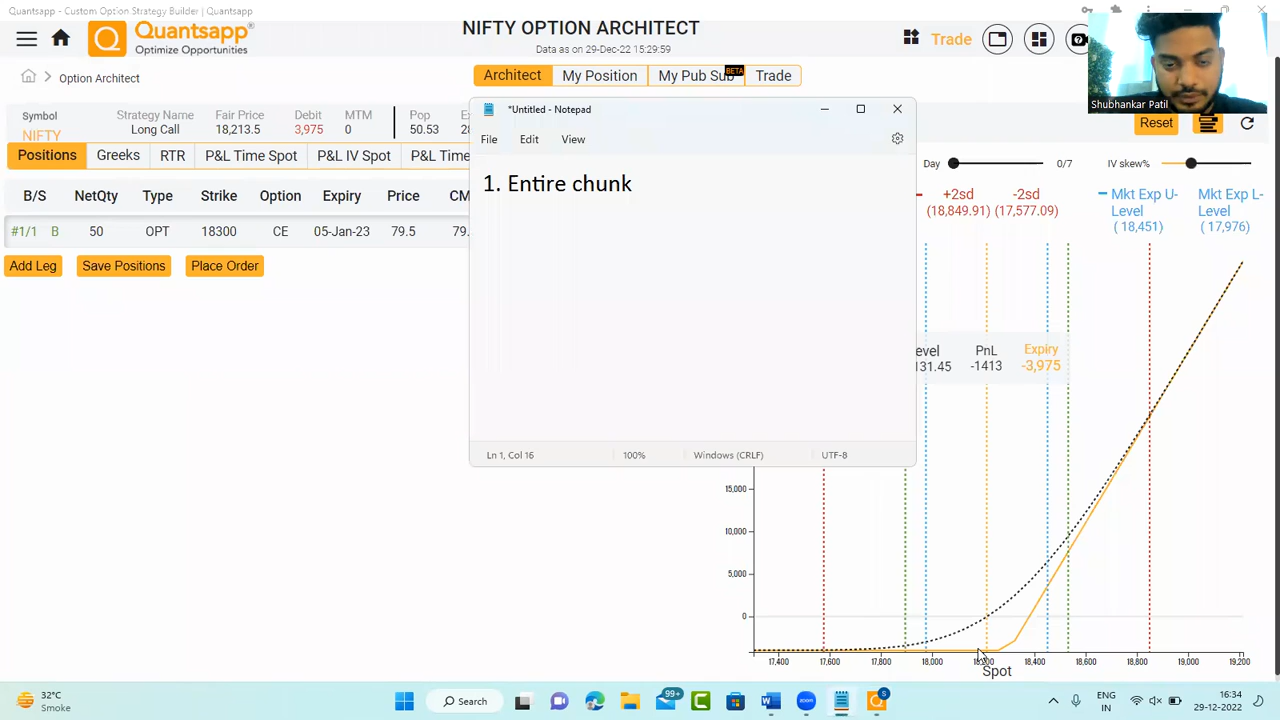 Quantsapp - Custom Option Strategy Builder | Quantsapp
Quantsapp
Optimize Opportunities
NIFTY OPTION ARCHITECT
Data as on 29-Dec-22 15:29:59
Trade
Shubhankar Patil
Option Architect
Architect
My Position
My Pub Sub
BETA
Trade
Symbol
NIFTY
Strategy Name
Long Call
Fair Price
18,213.5
Debit
3,975
MTM
0
Pop
50.53
Reset
Positions
Greeks
RTR
P&L Time Spot
P&L IV Spot
P&L Time
B/S NetQty Type Strike Option Expiry Price
#1/1 B 50 OPT 18300 CE 05-Jan-23 79.5
Add Leg
Save Positions
Place Order
*Untitled - Notepad
File Edit View
1. Entire chunk
Ln 1, Col 16
100%
Windows (CRLF)
UTF-8
Day
0/7
IV skew%
+2sd
(18,849.91)
-2sd
(17,577.09)
Mkt Exp U-
Level
( 18,451)
Mkt Exp L-
Level
( 17,976)
PnL
-1413
Expiry
-3,975
15,000
10,000
5,000
0
17,400 17,600 17,800 18,000 18,400 18,600 18,800 19,000 19,200
Spot
32°C
Smoke
Search
99+
ENG
IN
16:34
29-12-2022